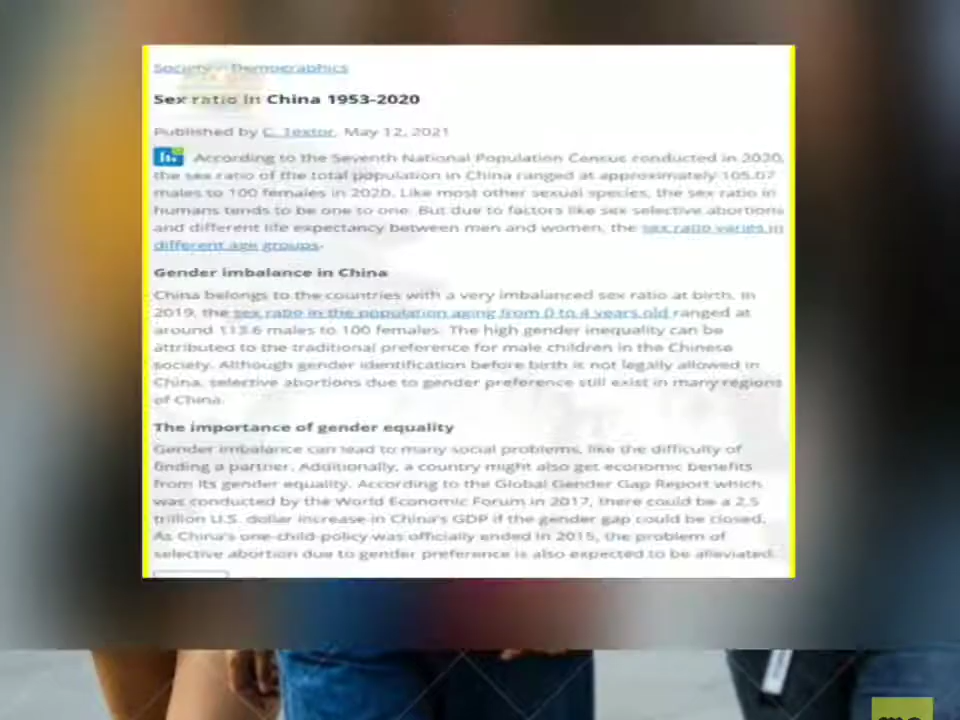 Society › Demographics
Sex ratio in China 1953-2020
Published by C. Textor, May 12, 2021
According to the Seventh National Population Census conducted in 2020,
the sex ratio of the total population in China ranged at approximately 105.07
males to 100 females in 2020. Like most other sexual species, the sex ratio in
humans tends to be one to one. But due to factors like sex selective abortions
and different life expectancy between men and women, the sex ratio varies in
different age groups.
Gender imbalance in China
China belongs to the countries with a very imbalanced sex ratio at birth. In
2019, the sex ratio in the population aging from 0 to 4 years old ranged at
around 113.6 males to 100 females. The high gender inequality can be
attributed to the traditional preference for male children in the Chinese
society. Although gender identification before birth is not legally allowed in
China, selective abortions due to gender preference still exist in many regions
of China.
The importance of gender equality
Gender imbalance can lead to many social problems, like the difficulty of
finding a partner. Additionally, a country might also get economic benefits
from its gender equality. According to the Global Gender Gap Report which
was conducted by the World Economic Forum in 2017, there could be a 2.5
trillion U.S. dollar increase in China's GDP if the gender gap could be closed.
As China's one-child-policy was officially ended in 2015, the problem of
selective abortion due to gender preference is also expected to be alleviated.